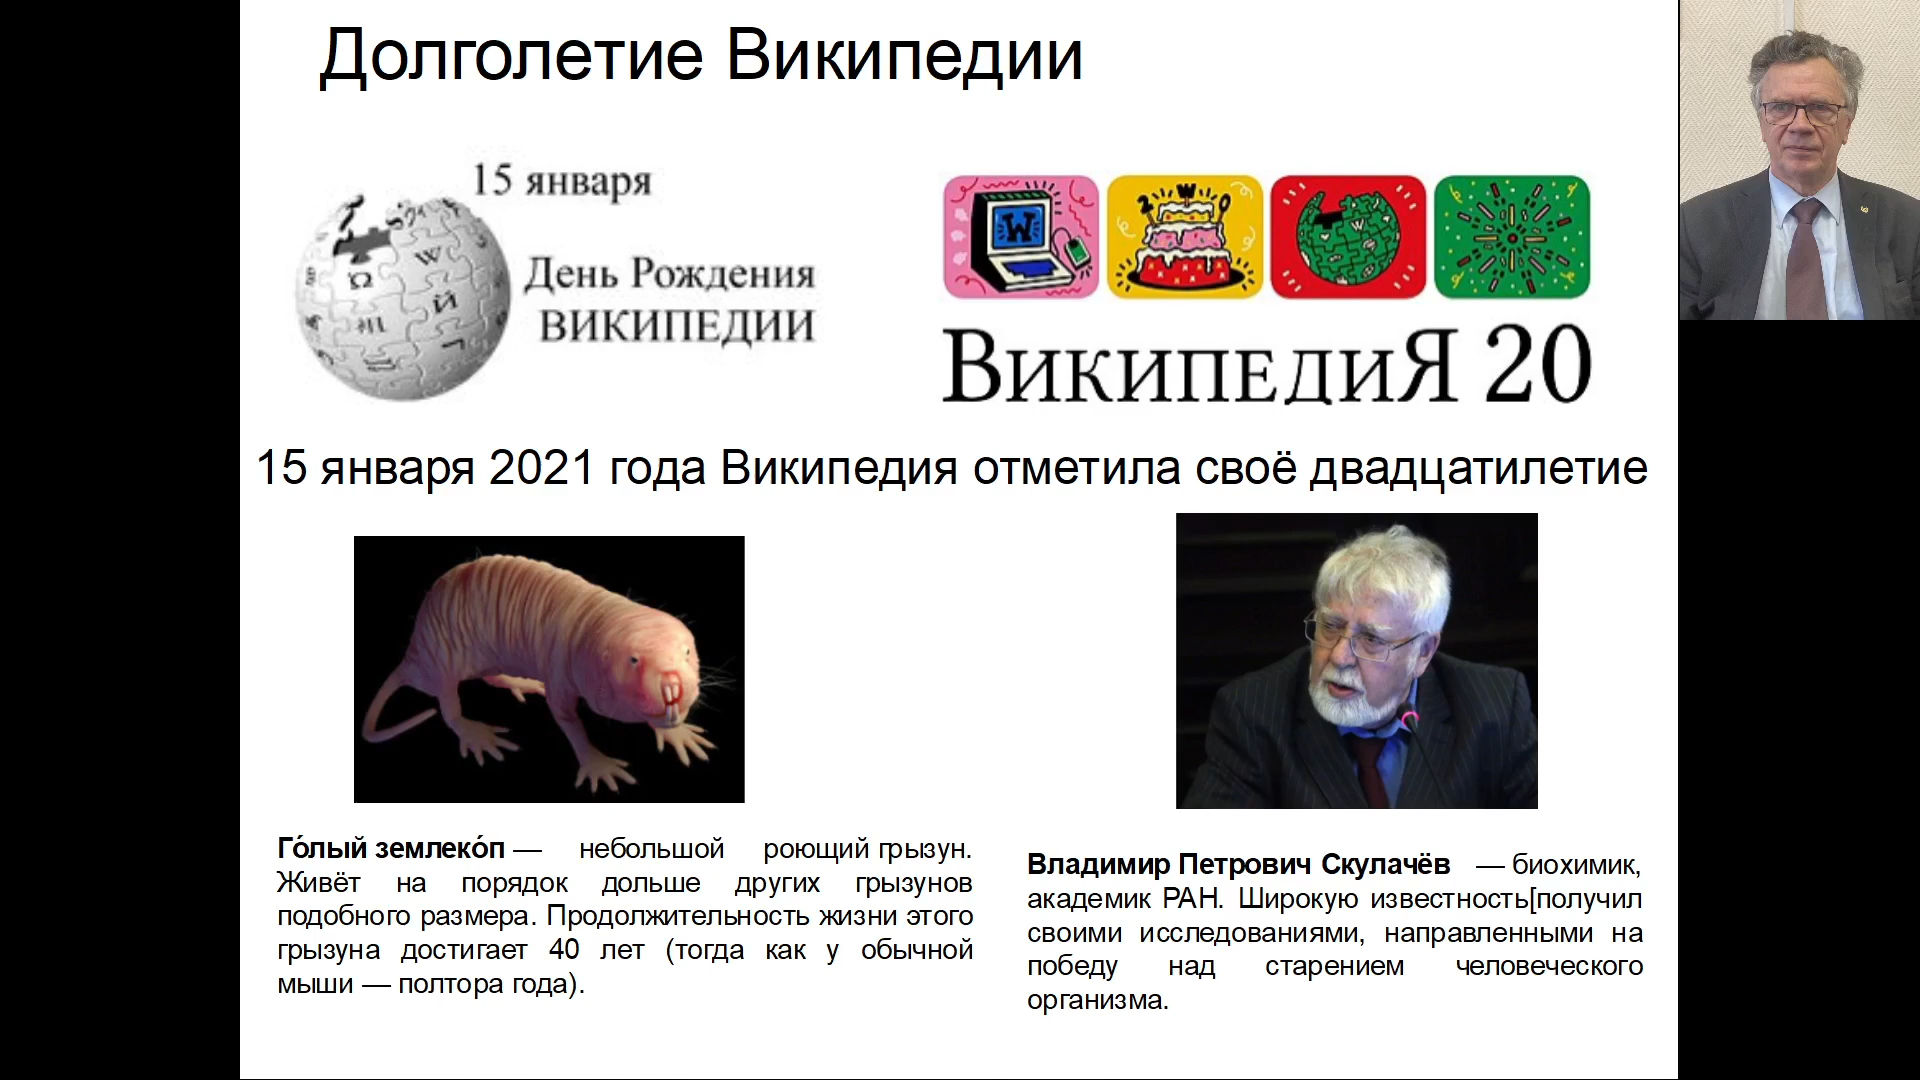 Долголетие Википедии
15 января
День Рождения
ВИКИПЕДИИ
ВикипедиЯ 20
15 января 2021 года Википедия отметила своё двадцатилетие
Го́лый землеко́п — небольшой роющий грызун.
Живёт на порядок дольше других грызунов
подобного размера. Продолжительность жизни этого
грызуна достигает 40 лет (тогда как у обычной
мыши — полтора года).
Владимир Петрович Скулачёв — биохимик,
академик РАН. Широкую известность[получил
своими исследованиями, направленными на
победу над старением человеческого
организма.